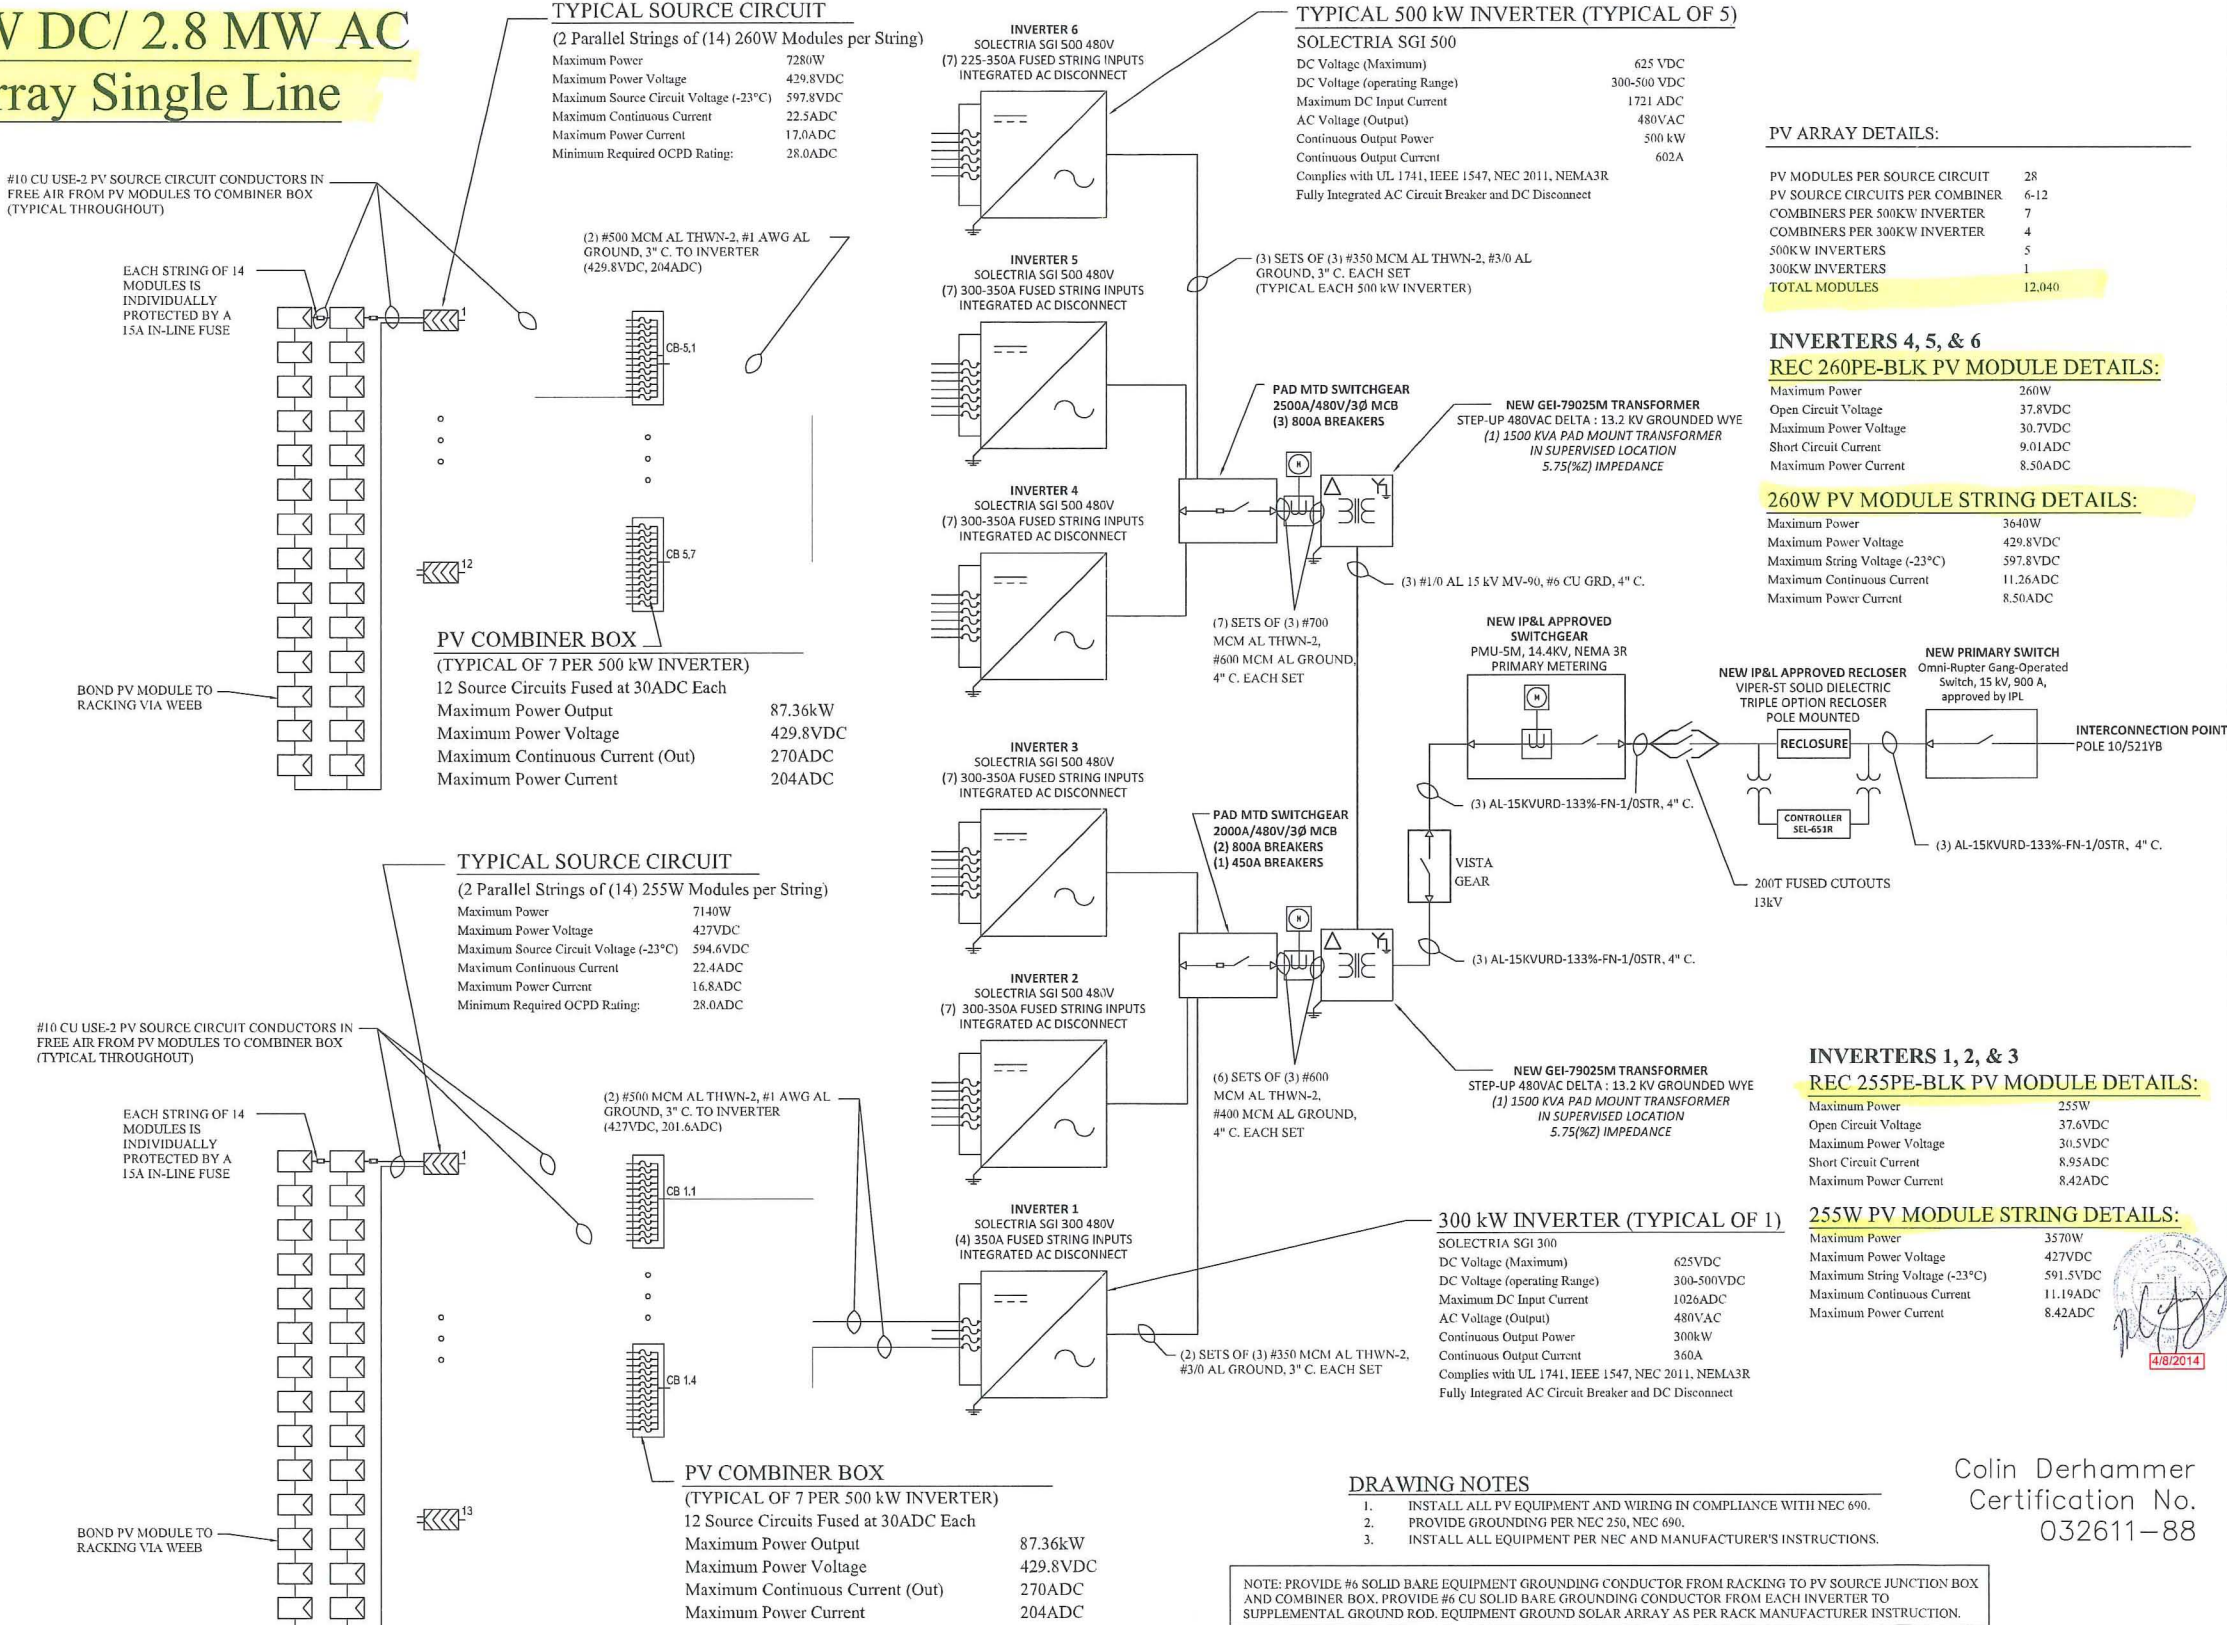 W DC/ 2.8 MW AC
rray Single Line
TYPICAL SOURCE CIRCUIT
(2 Parallel Strings of (14) 260W Modules per String)
Maximum Power 7280W
Maximum Power Voltage 429.8VDC
Maximum Source Circuit Voltage (-23°C) 597.8VDC
Maximum Continuous Current 22.5ADC
Maximum Power Current 17.0ADC
Minimum Required OCPD Rating: 28.0ADC
#10 CU USE-2 PV SOURCE CIRCUIT CONDUCTORS IN
FREE AIR FROM PV MODULES TO COMBINER BOX
(TYPICAL THROUGHOUT)
EACH STRING OF 14
MODULES IS
INDIVIDUALLY
PROTECTED BY A
15A IN-LINE FUSE
1
12
(2) #500 MCM AL THWN-2, #1 AWG AL
GROUND, 3" C. TO INVERTER
(429.8VDC, 204ADC)
CB-5,1
CB 5,7
BOND PV MODULE TO
RACKING VIA WEEB
PV COMBINER BOX
(TYPICAL OF 7 PER 500 kW INVERTER)
12 Source Circuits Fused at 30ADC Each
Maximum Power Output 87.36kW
Maximum Power Voltage 429.8VDC
Maximum Continuous Current (Out) 270ADC
Maximum Power Current 204ADC
INVERTER 6
SOLECTRIA SGI 500 480V
(7) 225-350A FUSED STRING INPUTS
INTEGRATED AC DISCONNECT
INVERTER 5
SOLECTRIA SGI 500 480V
(7) 300-350A FUSED STRING INPUTS
INTEGRATED AC DISCONNECT
INVERTER 4
SOLECTRIA SGI 500 480V
(7) 300-350A FUSED STRING INPUTS
INTEGRATED AC DISCONNECT
INVERTER 3
SOLECTRIA SGI 500 480V
(7) 300-350A FUSED STRING INPUTS
INTEGRATED AC DISCONNECT
INVERTER 2
SOLECTRIA SGI 500 480V
(7) 300-350A FUSED STRING INPUTS
INTEGRATED AC DISCONNECT
INVERTER 1
SOLECTRIA SGI 300 480V
(4) 350A FUSED STRING INPUTS
INTEGRATED AC DISCONNECT
TYPICAL 500 kW INVERTER (TYPICAL OF 5)
SOLECTRIA SGI 500
DC Voltage (Maximum) 625 VDC
DC Voltage (operating Range) 300-500 VDC
Maximum DC Input Current 1721 ADC
AC Voltage (Output) 480VAC
Continuous Output Power 500 kW
Continuous Output Current 602A
Complies with UL 1741, IEEE 1547, NEC 2011, NEMA3R
Fully Integrated AC Circuit Breaker and DC Disconnect
(3) SETS OF (3) #350 MCM AL THWN-2, #3/0 AL
GROUND, 3" C. EACH SET
(TYPICAL EACH 500 kW INVERTER)
PAD MTD SWITCHGEAR
2500A/480V/3Ø MCB
(3) 800A BREAKERS
M
NEW GEI-79025M TRANSFORMER
STEP-UP 480VAC DELTA : 13.2 KV GROUNDED WYE
(1) 1500 KVA PAD MOUNT TRANSFORMER
IN SUPERVISED LOCATION
5.75(%Z) IMPEDANCE
(3) #1/0 AL 15 kV MV-90, #6 CU GRD, 4" C.
(7) SETS OF (3) #700
MCM AL THWN-2,
#600 MCM AL GROUND,
4" C. EACH SET
PV ARRAY DETAILS:
PV MODULES PER SOURCE CIRCUIT 28
PV SOURCE CIRCUITS PER COMBINER 6-12
COMBINERS PER 500KW INVERTER 7
COMBINERS PER 300KW INVERTER 4
500KW INVERTERS 5
300KW INVERTERS 1
TOTAL MODULES 12,040
INVERTERS 4, 5, & 6
REC 260PE-BLK PV MODULE DETAILS:
Maximum Power 260W
Open Circuit Voltage 37.8VDC
Maximum Power Voltage 30.7VDC
Short Circuit Current 9.01ADC
Maximum Power Current 8.50ADC
260W PV MODULE STRING DETAILS:
Maximum Power 3640W
Maximum Power Voltage 429.8VDC
Maximum String Voltage (-23°C) 597.8VDC
Maximum Continuous Current 11.26ADC
Maximum Power Current 8.50ADC
NEW IP&L APPROVED
SWITCHGEAR
PMU-5M, 14.4KV, NEMA 3R
PRIMARY METERING
M
NEW IP&L APPROVED RECLOSER
VIPER-ST SOLID DIELECTRIC
TRIPLE OPTION RECLOSER
POLE MOUNTED
RECLOSURE
CONTROLLER
SEL-651R
NEW PRIMARY SWITCH
Omni-Rupter Gang-Operated
Switch, 15 kV, 900 A,
approved by IPL
INTERCONNECTION POINT
POLE 10/521YB
(3) AL-15KVURD-133%-FN-1/0STR, 4" C.
(3) AL-15KVURD-133%-FN-1/0STR, 4" C.
200T FUSED CUTOUTS
13kV
VISTA
GEAR
(3) AL-15KVURD-133%-FN-1/0STR, 4" C.
PAD MTD SWITCHGEAR
2000A/480V/3Ø MCB
(2) 800A BREAKERS
(1) 450A BREAKERS
M
(6) SETS OF (3) #600
MCM AL THWN-2,
#400 MCM AL GROUND,
4" C. EACH SET
NEW GEI-79025M TRANSFORMER
STEP-UP 480VAC DELTA : 13.2 KV GROUNDED WYE
(1) 1500 KVA PAD MOUNT TRANSFORMER
IN SUPERVISED LOCATION
5.75(%Z) IMPEDANCE
TYPICAL SOURCE CIRCUIT
(2 Parallel Strings of (14) 255W Modules per String)
Maximum Power 7140W
Maximum Power Voltage 427VDC
Maximum Source Circuit Voltage (-23°C) 594.6VDC
Maximum Continuous Current 22.4ADC
Maximum Power Current 16.8ADC
Minimum Required OCPD Rating: 28.0ADC
#10 CU USE-2 PV SOURCE CIRCUIT CONDUCTORS IN
FREE AIR FROM PV MODULES TO COMBINER BOX
(TYPICAL THROUGHOUT)
EACH STRING OF 14
MODULES IS
INDIVIDUALLY
PROTECTED BY A
15A IN-LINE FUSE
1
13
(2) #500 MCM AL THWN-2, #1 AWG AL
GROUND, 3" C. TO INVERTER
(427VDC, 201.6ADC)
CB 1.1
CB 1.4
BOND PV MODULE TO
RACKING VIA WEEB
PV COMBINER BOX
(TYPICAL OF 7 PER 500 kW INVERTER)
12 Source Circuits Fused at 30ADC Each
Maximum Power Output 87.36kW
Maximum Power Voltage 429.8VDC
Maximum Continuous Current (Out) 270ADC
Maximum Power Current 204ADC
(2) SETS OF (3) #350 MCM AL THWN-2,
#3/0 AL GROUND, 3" C. EACH SET
300 kW INVERTER (TYPICAL OF 1)
SOLECTRIA SGI 300
DC Voltage (Maximum) 625VDC
DC Voltage (operating Range) 300-500VDC
Maximum DC Input Current 1026ADC
AC Voltage (Output) 480VAC
Continuous Output Power 300kW
Continuous Output Current 360A
Complies with UL 1741, IEEE 1547, NEC 2011, NEMA3R
Fully Integrated AC Circuit Breaker and DC Disconnect
INVERTERS 1, 2, & 3
REC 255PE-BLK PV MODULE DETAILS:
Maximum Power 255W
Open Circuit Voltage 37.6VDC
Maximum Power Voltage 30.5VDC
Short Circuit Current 8.95ADC
Maximum Power Current 8.42ADC
255W PV MODULE STRING DETAILS:
Maximum Power 3570W
Maximum Power Voltage 427VDC
Maximum String Voltage (-23°C) 591.5VDC
Maximum Continuous Current 11.19ADC
Maximum Power Current 8.42ADC
4/8/2014
Colin Derhammer
Certification No.
032611-88
DRAWING NOTES
1. INSTALL ALL PV EQUIPMENT AND WIRING IN COMPLIANCE WITH NEC 690.
2. PROVIDE GROUNDING PER NEC 250, NEC 690.
3. INSTALL ALL EQUIPMENT PER NEC AND MANUFACTURER'S INSTRUCTIONS.
NOTE: PROVIDE #6 SOLID BARE EQUIPMENT GROUNDING CONDUCTOR FROM RACKING TO PV SOURCE JUNCTION BOX
AND COMBINER BOX. PROVIDE #6 CU SOLID BARE GROUNDING CONDUCTOR FROM EACH INVERTER TO
SUPPLEMENTAL GROUND ROD. EQUIPMENT GROUND SOLAR ARRAY AS PER RACK MANUFACTURER INSTRUCTION.